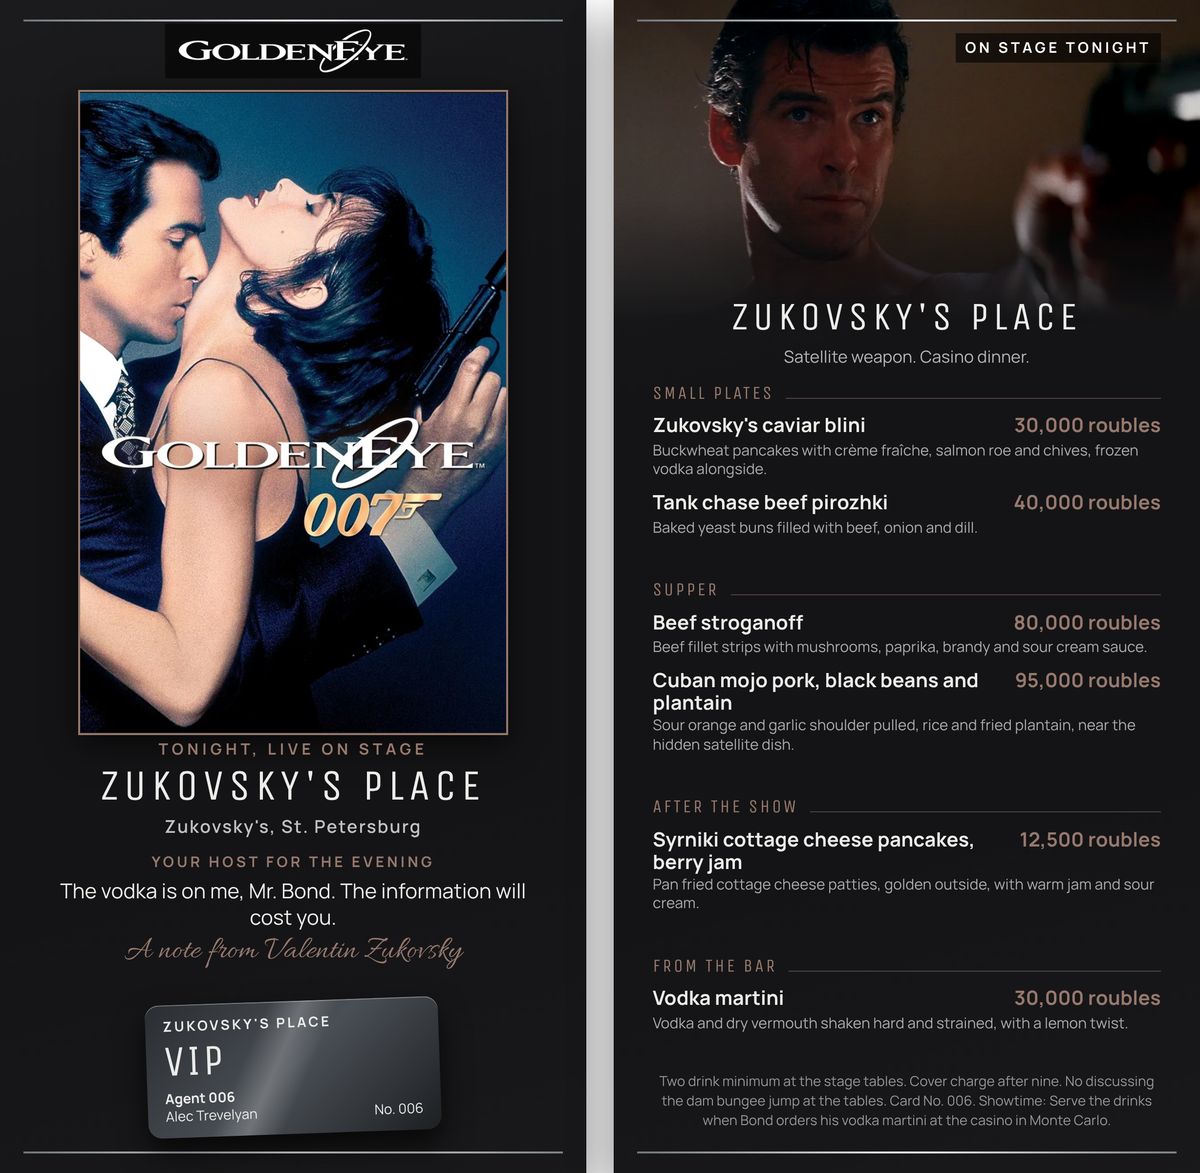 GOLDENEYE
GOLDENEYE™
007
TONIGHT, LIVE ON STAGE
ZUKOVSKY'S PLACE
Zukovsky's, St. Petersburg
YOUR HOST FOR THE EVENING
The vodka is on me, Mr. Bond. The information will
cost you.
A note from Valentin Zukovsky
ZUKOVSKY'S PLACE
VIP
Agent 006
Alec Trevelyan
No. 006
ON STAGE TONIGHT
ZUKOVSKY'S PLACE
Satellite weapon. Casino dinner.
SMALL PLATES
Zukovsky's caviar blini 30,000 roubles
Buckwheat pancakes with crème fraîche, salmon roe and chives, frozen
vodka alongside.
Tank chase beef pirozhki 40,000 roubles
Baked yeast buns filled with beef, onion and dill.
SUPPER
Beef stroganoff 80,000 roubles
Beef fillet strips with mushrooms, paprika, brandy and sour cream sauce.
Cuban mojo pork, black beans and 95,000 roubles
plantain
Sour orange and garlic shoulder pulled, rice and fried plantain, near the
hidden satellite dish.
AFTER THE SHOW
Syrniki cottage cheese pancakes, 12,500 roubles
berry jam
Pan fried cottage cheese patties, golden outside, with warm jam and sour
cream.
FROM THE BAR
Vodka martini 30,000 roubles
Vodka and dry vermouth shaken hard and strained, with a lemon twist.
Two drink minimum at the stage tables. Cover charge after nine. No discussing
the dam bungee jump at the tables. Card No. 006. Showtime: Serve the drinks
when Bond orders his vodka martini at the casino in Monte Carlo.